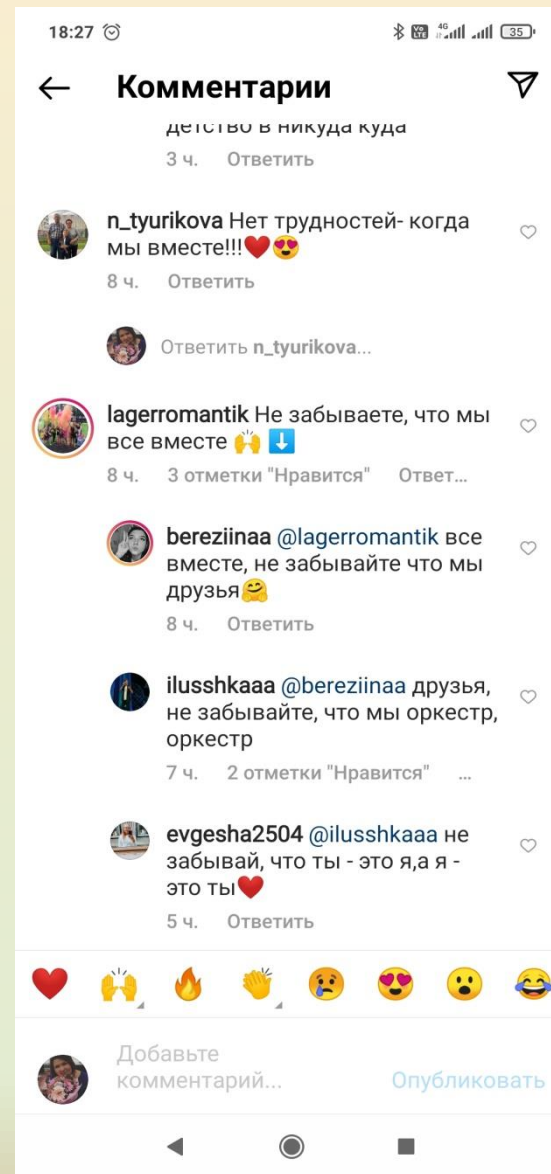 18:27
VoLTE 4G 35
Комментарии
детство в никуда куда
3 ч. Ответить
n_tyurikova Нет трудностей- когда
мы вместе!!!❤️😍
8 ч. Ответить
Ответить n_tyurikova...
lagerromantik Не забываете, что мы
все вместе 🙌 ⬇️
8 ч. 3 отметки "Нравится" Ответ...
bereziinaa @lagerromantik все
вместе, не забывайте что мы
друзья🤗
8 ч. Ответить
ilusshkaaa @bereziinaa друзья,
не забывайте, что мы оркестр,
оркестр
7 ч. 2 отметки "Нравится" ...
evgesha2504 @ilusshkaaa не
забывай, что ты - это я,а я -
это ты❤️
5 ч. Ответить
Добавьте
комментарий...
Опубликовать